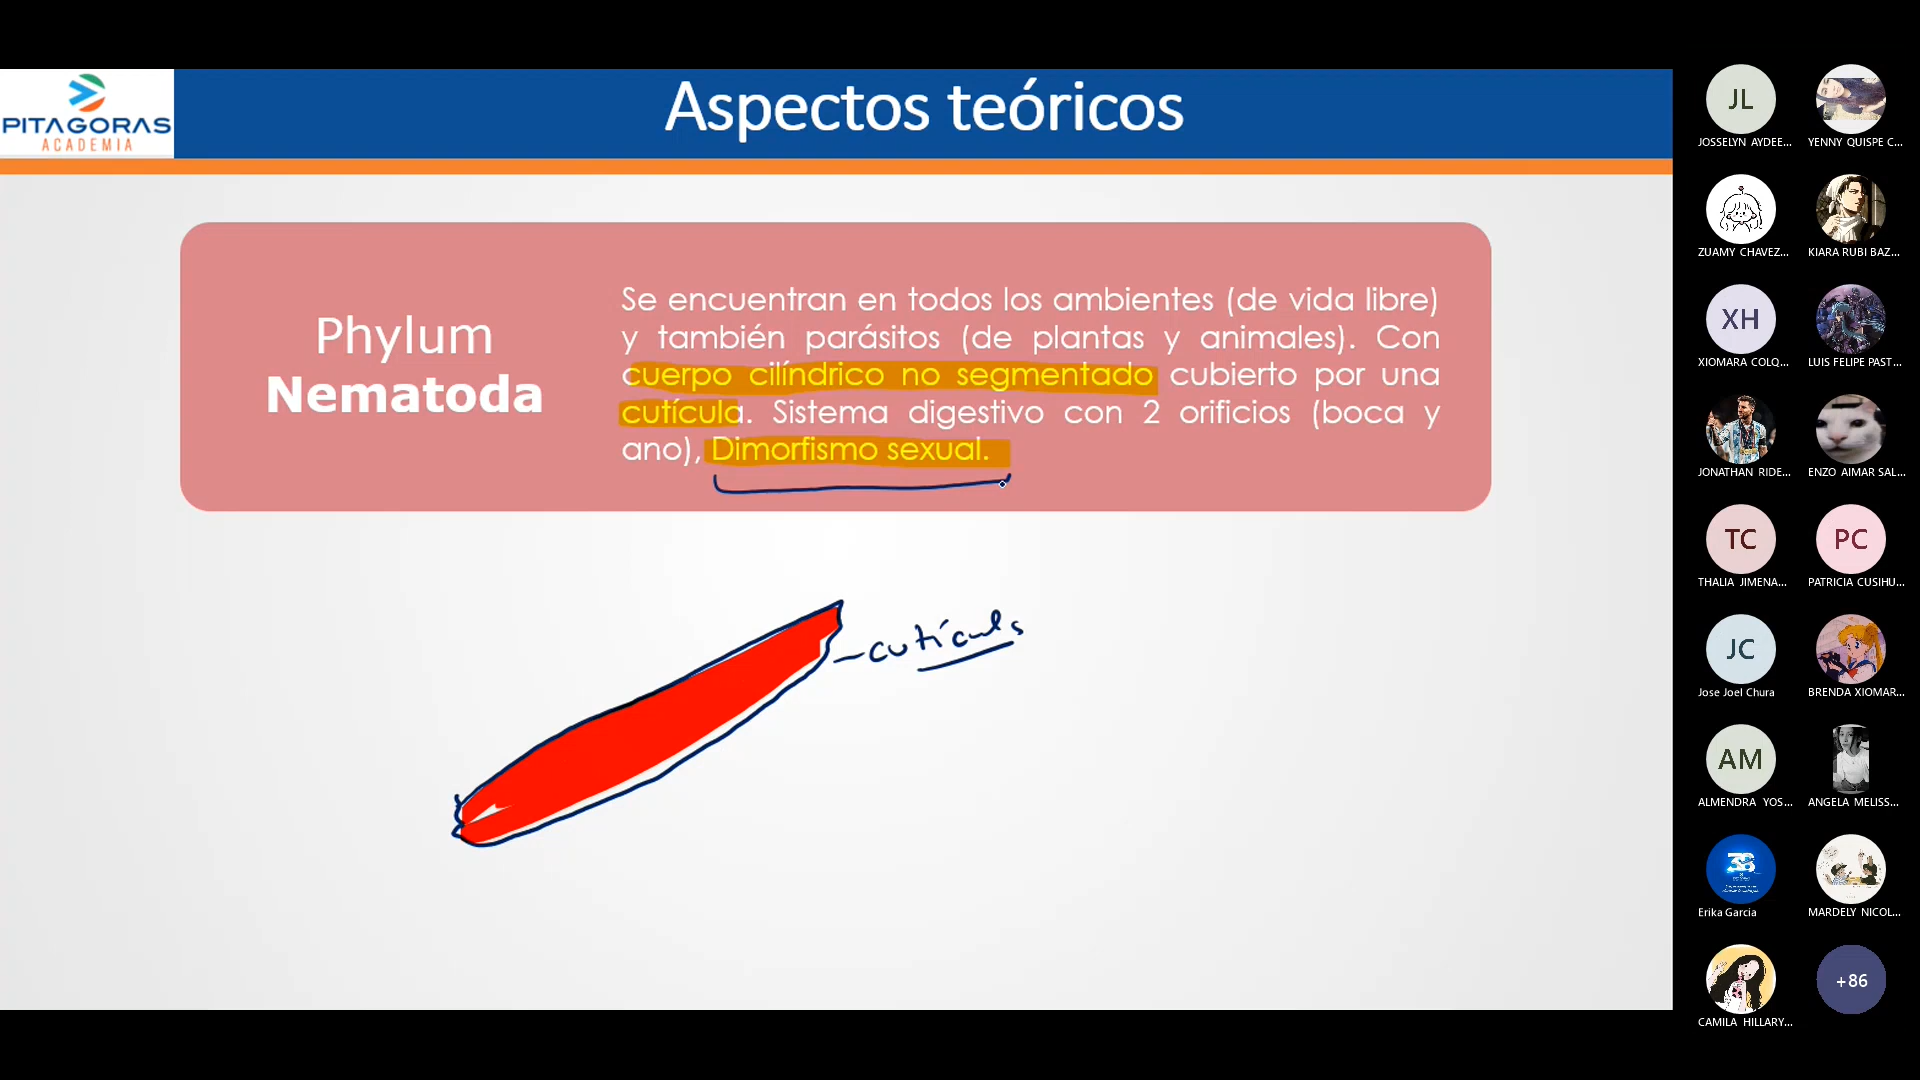 PITAGORAS
ACADEMIA
Aspectos teóricos
Phylum
Nematoda
Se encuentran en todos los ambientes (de vida libre)
y también parásitos (de plantas y animales). Con
cuerpo cilíndrico no segmentado cubierto por una
cutícula. Sistema digestivo con 2 orificios (boca y
ano), Dimorfismo sexual.
JL
JOSSELYN AYDEE...
YENNY QUISPE C...
ZUAMY CHAVEZ...
KIARA RUBI BAZ...
XH
XIOMARA COLQ...
LUIS FELIPE PAST...
JONATHAN RIDE...
ENZO AIMAR SAL...
TC
THALIA JIMENA...
PC
PATRICIA CUSIHU...
JC
Jose Joel Chura
BRENDA XIOMAR...
AM
ALMENDRA YOS...
ANGELA MELISS...
Erika García
MARDELY NICOL...
CAMILA HILLARY...
+86